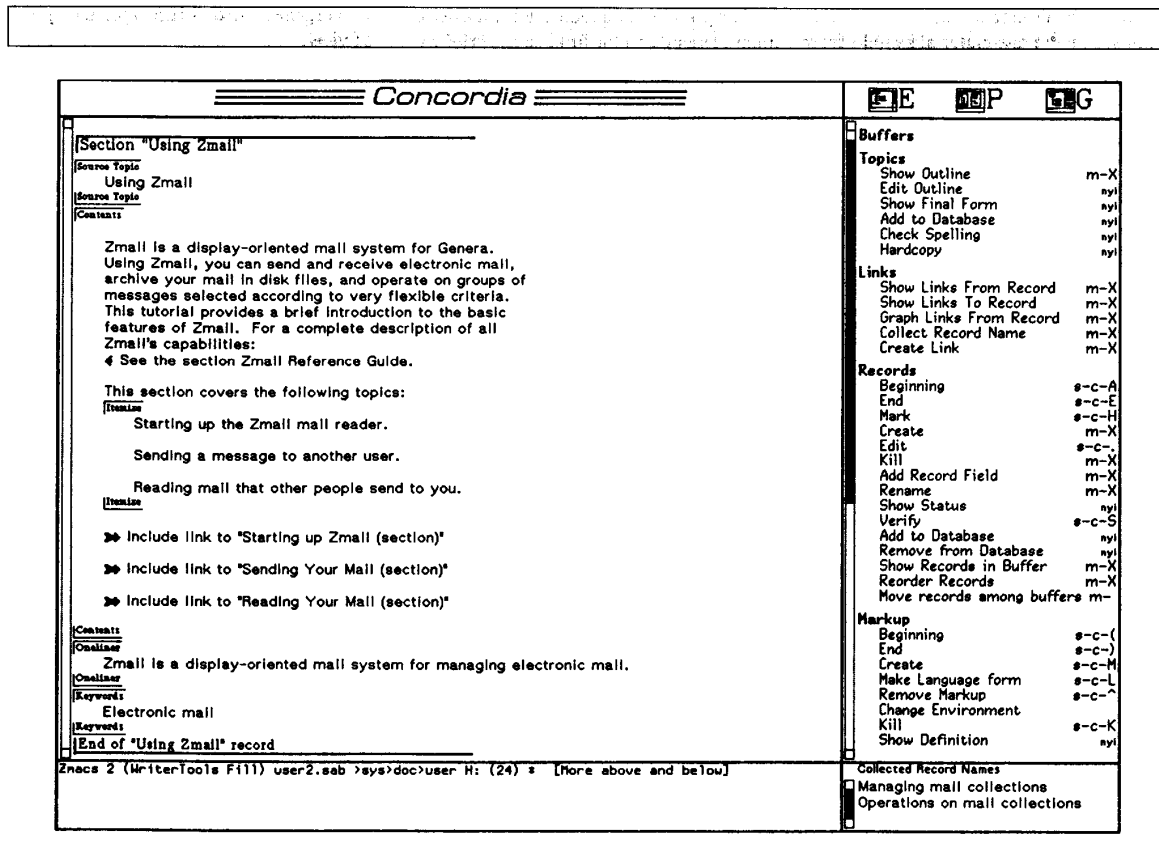 Concordia
E P G
Section "Using Zmail"
Source Topic
Using Zmail
Source Topic
Contents
Zmail is a display-oriented mail system for Genera.
Using Zmail, you can send and receive electronic mail,
archive your mail in disk files, and operate on groups of
messages selected according to very flexible criteria.
This tutorial provides a brief introduction to the basic
features of Zmail. For a complete description of all
Zmail's capabilities:
See the section Zmail Reference Guide.
This section covers the following topics:
Itemize
Starting up the Zmail mail reader.
Sending a message to another user.
Reading mail that other people send to you.
Itemize
Include link to "Starting up Zmail (section)"
Include link to "Sending Your Mail (section)"
Include link to "Reading Your Mail (section)"
Contents
Oneliner
Zmail is a display-oriented mail system for managing electronic mail.
Oneliner
Keywords
Electronic mail
Keywords
End of "Using Zmail" record
Zmacs 2 (WriterTools Fill) user2.sab >sys>doc>user H: (24) * [More above and below]
Buffers
Topics
Show Outline m-X
Edit Outline nyi
Show Final Form nyi
Add to Database nyi
Check Spelling nyi
Hardcopy nyi
Links
Show Links From Record m-X
Show Links To Record m-X
Graph Links From Record m-X
Collect Record Name m-X
Create Link m-X
Records
Beginning s-c-A
End s-c-E
Mark s-c-H
Create m-X
Edit s-c-.
Kill m-X
Add Record Field m-X
Rename m-X
Show Status nyi
Verify s-c-S
Add to Database nyi
Remove from Database nyi
Show Records in Buffer m-X
Reorder Records m-X
Move records among buffers m-
Markup
Beginning s-c-(
End s-c-)
Create s-c-M
Make Language form s-c-L
Remove Markup s-c-^
Change Environment
Kill s-c-K
Show Definition nyi
Collected Record Names
Managing mail collections
Operations on mail collections